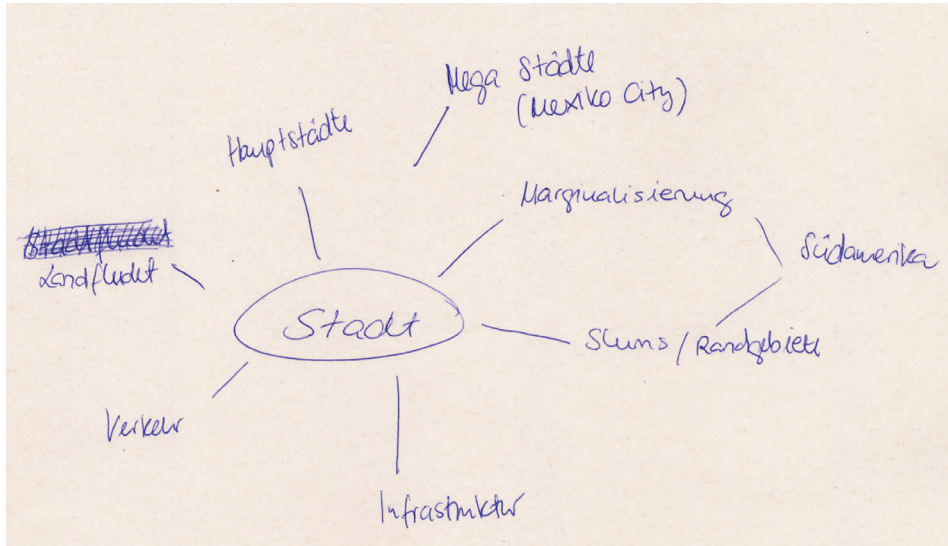 Mega Städte
(Mexiko City)
Hauptstädte
Marginalisierung
Südamerika
Landflucht
Stadt
Slums / Randgebiete
Verkehr
Infrastruktur